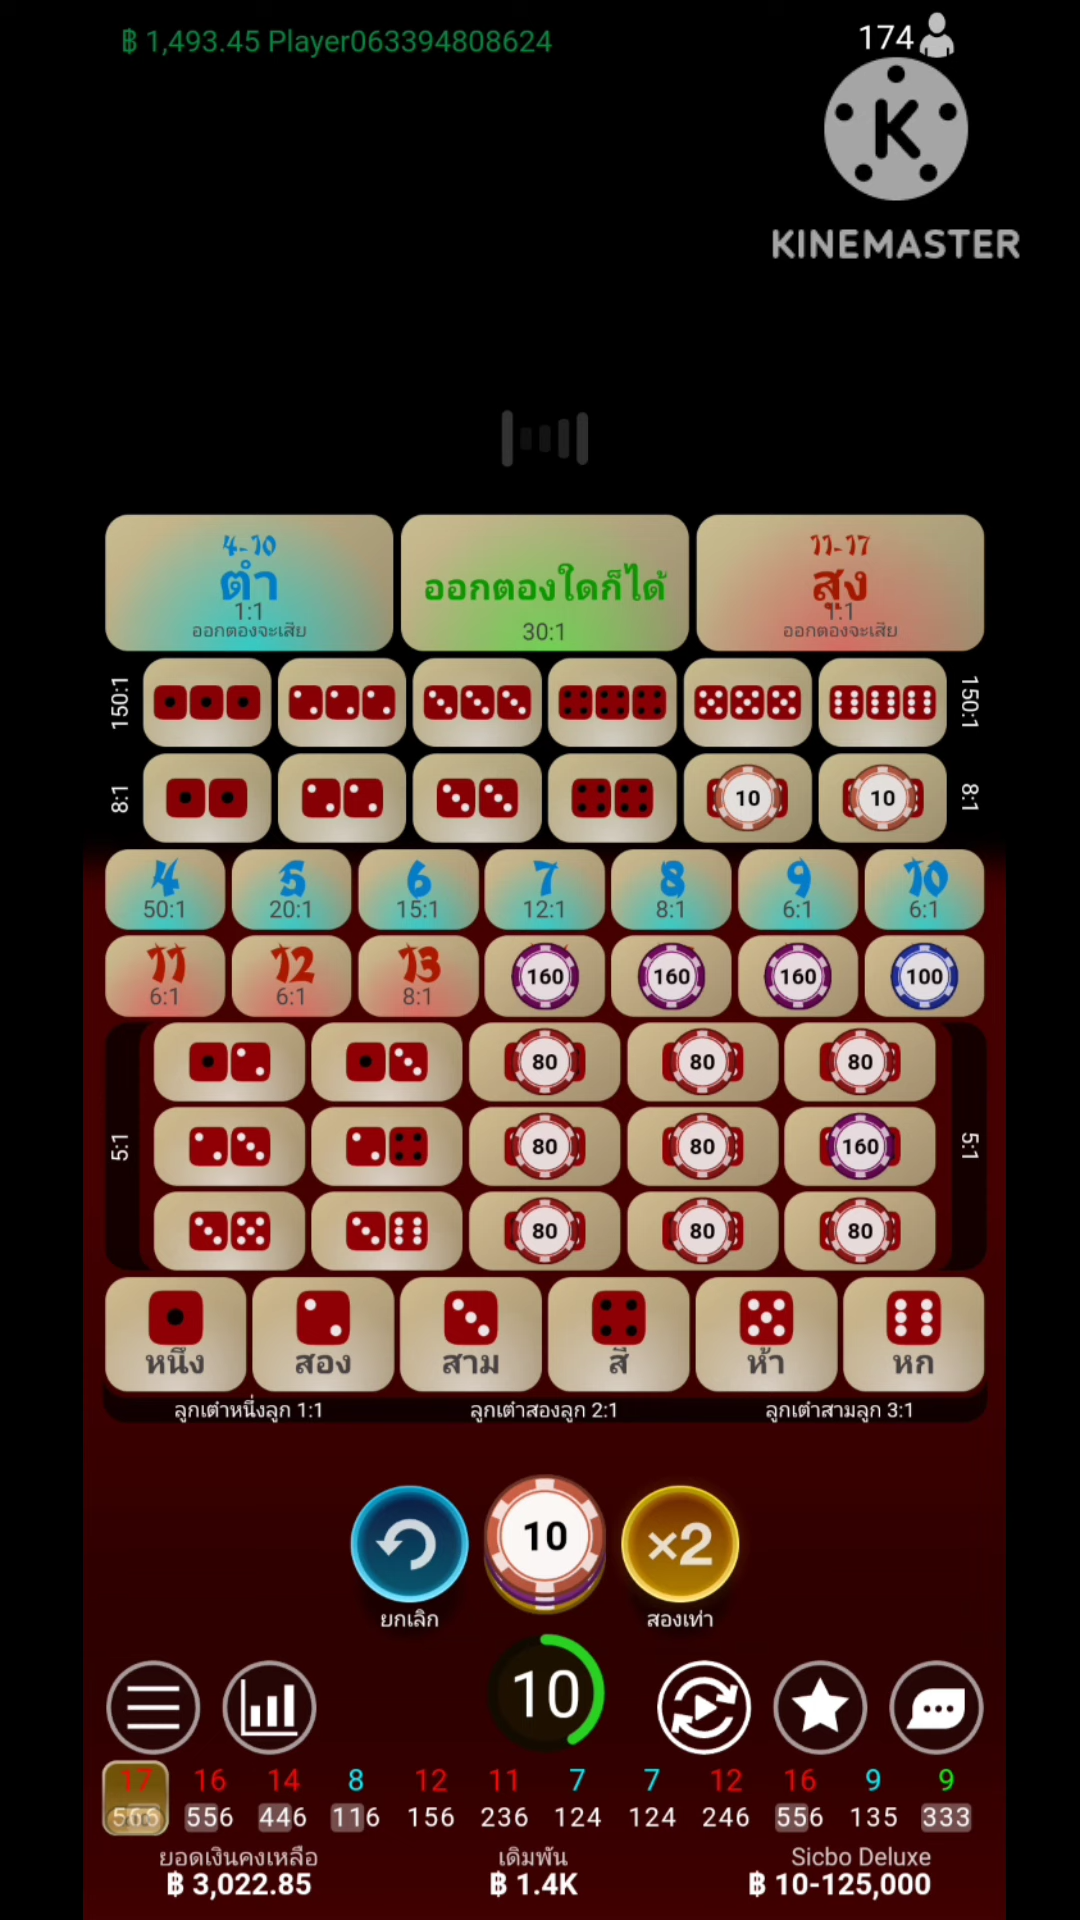 ฿ 1,493.45 Player063394808624
174
K
KINEMASTER
4-10 11-17
ต่ำ ออกตองใดก็ได้ สูง
1:1 30:1 1:1
ออกตองจะเสีย ออกตองจะเสีย
150:1 150:1
8:1 10 10 8:1
4 5 6 7 8 9 10
50:1 20:1 15:1 12:1 8:1 6:1 6:1
11 12 13 160 160 160 100
6:1 6:1 8:1
80 80 80
5:1 80 80 160 5:1
80 80 80
หนึ่ง สอง สาม สี่ ห้า หก
ลูกเต๋าหนึ่งลูก 1:1 ลูกเต๋าสองลูก 2:1 ลูกเต๋าสามลูก 3:1
10 ×2
ยกเลิก สองเท่า
10
17 16 14 8 12 11 7 7 12 16 9 9
566 556 446 116 156 236 124 124 246 556 135 333
ยอดเงินคงเหลือ เดิมพัน Sicbo Deluxe
฿ 3,022.85 ฿ 1.4K ฿ 10-125,000